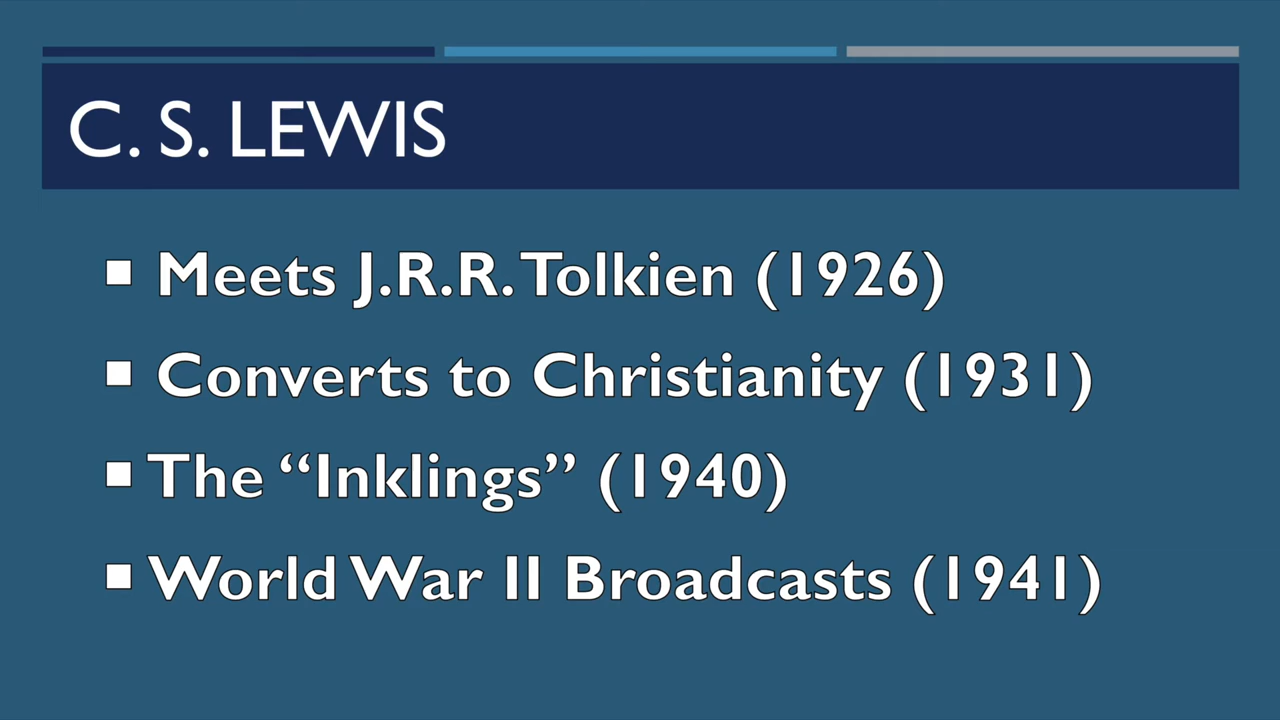 C. S. LEWIS
Meets J.R.R. Tolkien (1926)
Converts to Christianity (1931)
The “Inklings” (1940)
World War II Broadcasts (1941)